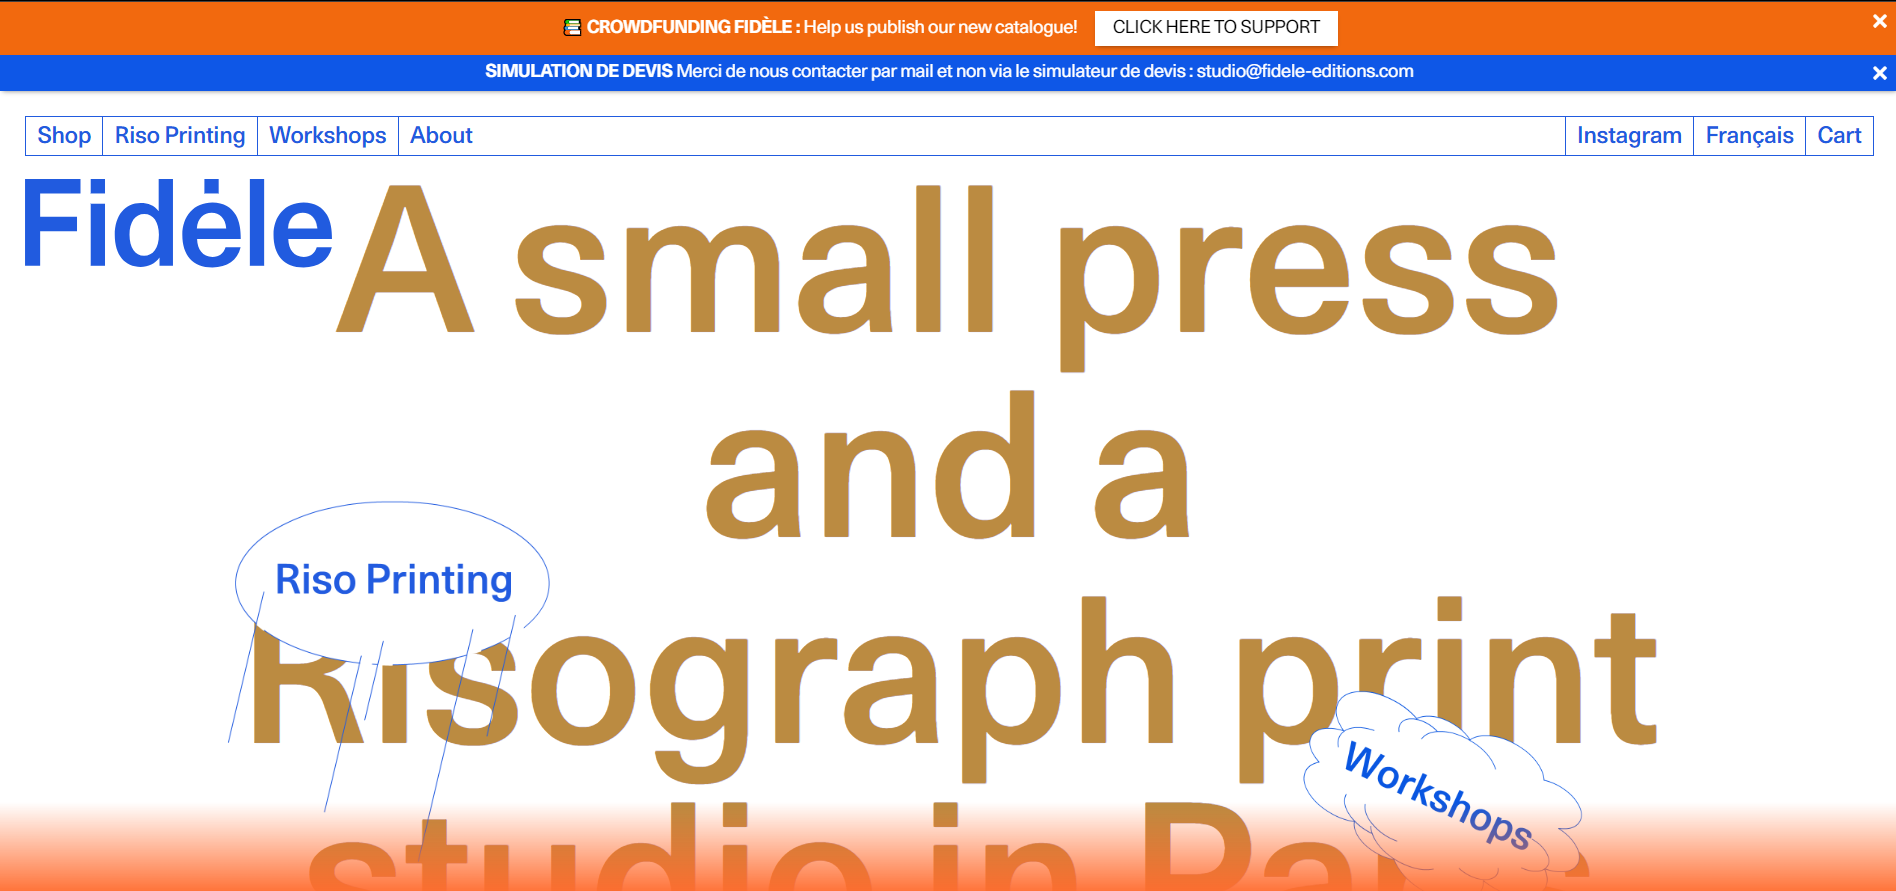 📚 CROWDFUNDING FIDÈLE : Help us publish our new catalogue! CLICK HERE TO SUPPORT
SIMULATION DE DEVIS Merci de nous contacter par mail et non via le simulateur de devis : studio@fidele-editions.com
Shop Riso Printing Workshops About Instagram Français Cart
Fidėle
A small press
and a
Riso Printing
Risograph print
Workshops
studio in Paris